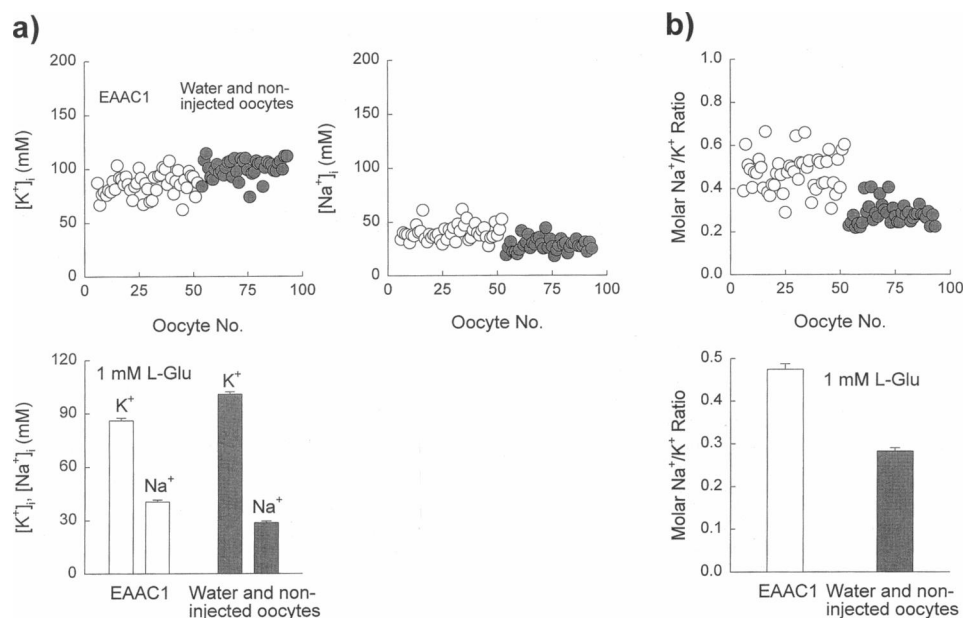 a)
200
150
100
50
0
[K⁺]ᵢ (mM)
EAAC1
Water and non-
injected oocytes
0 25 50 75 100
Oocyte No.
200
150
100
50
0
[Na⁺]ᵢ (mM)
0 25 50 75 100
Oocyte No.
120
90
60
30
0
[K⁺]ᵢ, [Na⁺]ᵢ (mM)
1 mM L-Glu
K⁺
Na⁺
K⁺
Na⁺
EAAC1
Water and non-
injected oocytes
b)
1.0
0.8
0.6
0.4
0.2
0.0
Molar Na⁺/K⁺ Ratio
0 25 50 75 100
Oocyte No.
0.5
0.4
0.3
0.2
0.1
0.0
Molar Na⁺/K⁺ Ratio
1 mM L-Glu
EAAC1
Water and non-
injected oocytes